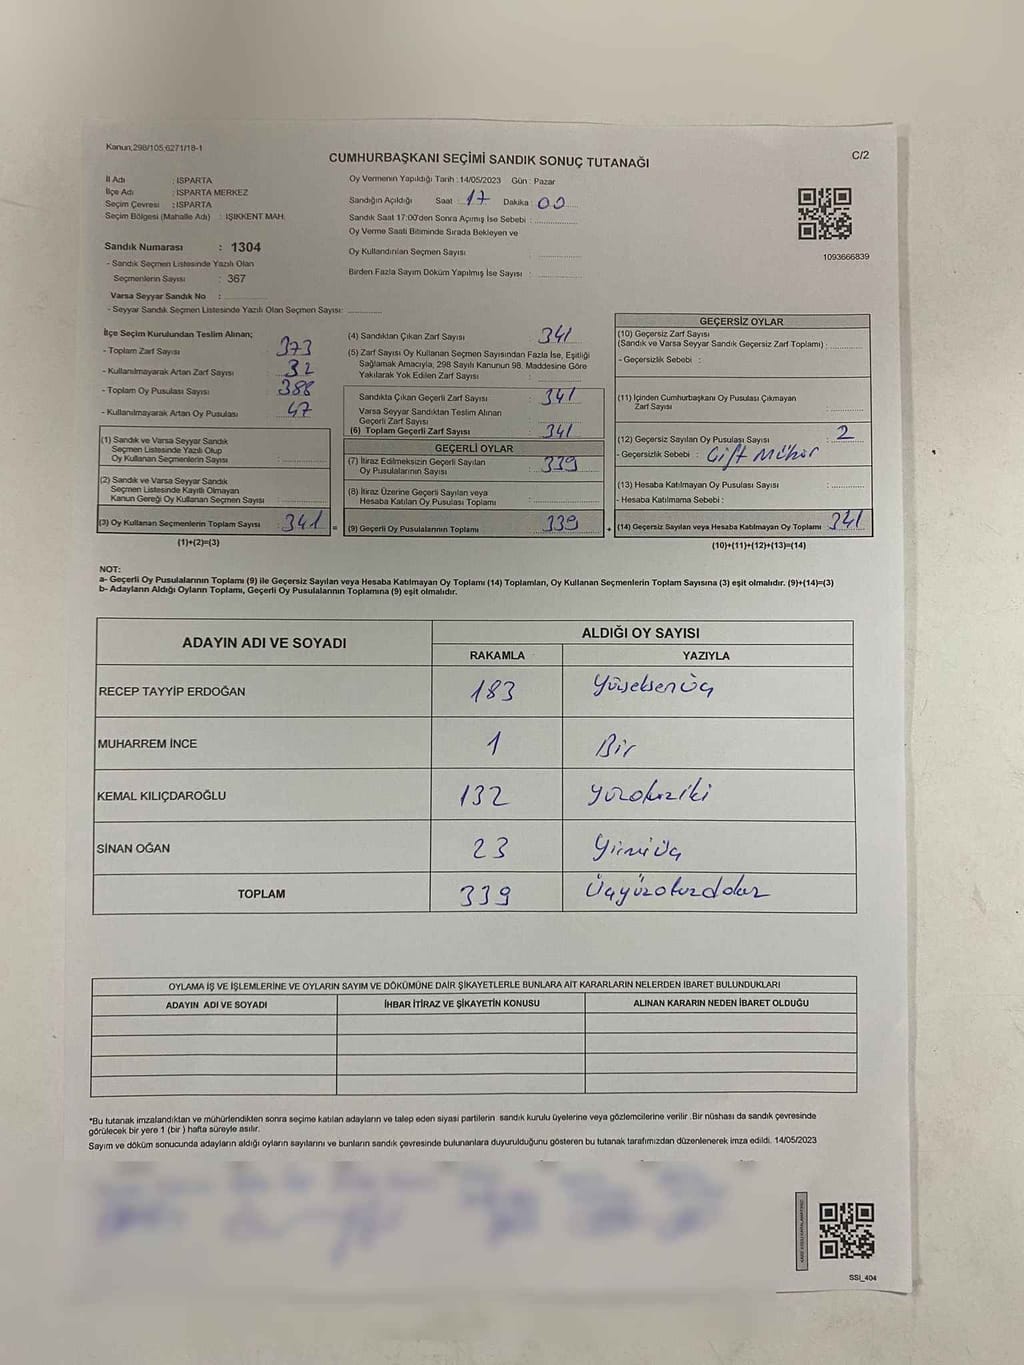 Kanun,298/105;6271/18-1
CUMHURBAŞKANI SEÇİMİ SANDIK SONUÇ TUTANAĞI
C/2
İl Adı : ISPARTA
İlçe Adı : ISPARTA MERKEZ
Seçim Çevresi : ISPARTA
Seçim Bölgesi (Mahalle Adı) : IŞIKKENT MAH.
Sandık Numarası : 1304
- Sandık Seçmen Listesinde Yazılı Olan
Seçmenlerin Sayısı : 367
Varsa Seyyar Sandık No :
- Seyyar Sandık Seçmen Listesinde Yazılı Olan Seçmen Sayısı:
Oy Vermenin Yapıldığı Tarih : 14/05/2023 Gün : Pazar
Sandığın Açıldığı Saat : 17 Dakika : 00
Sandık Saat 17:00'den Sonra Açımış İse Sebebi :
Oy Verme Saati Bitiminde Sırada Bekleyen ve
Oy Kullandırılan Seçmen Sayısı :
Birden Fazla Sayım Döküm Yapılmış İse Sayısı :
1093666839
İlçe Seçim Kurulundan Teslim Alınan;
- Toplam Zarf Sayısı : 373
- Kullanılmayarak Artan Zarf Sayısı : 32
- Toplam Oy Pusulası Sayısı : 388
- Kullanılmayarak Artan Oy Pusulası : 47
(1) Sandık ve Varsa Seyyar Sandık
Seçmen Listesinde Yazılı Olup
Oy Kullanan Seçmenlerin Sayısı :
(2) Sandık ve Varsa Seyyar Sandık
Seçmen Listesinde Kayıtlı Olmayan
Kanun Gereği Oy Kullanan Seçmen Sayısı :
(3) Oy Kullanan Seçmenlerin Toplam Sayısı : 341 =
(1)+(2)=(3)
(4) Sandıktan Çıkan Zarf Sayısı : 341
(5) Zarf Sayısı Oy Kullanan Seçmen Sayısından Fazla İse, Eşitliği
Sağlamak Amacıyla, 298 Sayılı Kanunun 98. Maddesine Göre
Yakılarak Yok Edilen Zarf Sayısı :
Sandıkta Çıkan Geçerli Zarf Sayısı : 341
Varsa Seyyar Sandıktan Teslim Alınan
Geçerli Zarf Sayısı :
(6) Toplam Geçerli Zarf Sayısı : 341
GEÇERLİ OYLAR
(7) İtiraz Edilmeksizin Geçerli Sayılan
Oy Pusulalarının Sayısı : 339
(8) İtiraz Üzerine Geçerli Sayılan veya
Hesaba Katılan Oy Pusulası Toplamı :
(9) Geçerli Oy Pusulalarının Toplamı : 339 +
GEÇERSİZ OYLAR
(10) Geçersiz Zarf Sayısı
(Sandık ve Varsa Seyyar Sandık Geçersiz Zarf Toplamı) :
- Geçersizlik Sebebi :
(11) İçinden Cumhurbaşkanı Oy Pusulası Çıkmayan
Zarf Sayısı :
(12) Geçersiz Sayılan Oy Pusulası Sayısı : 2
- Geçersizlik Sebebi : Çift Mühür
(13) Hesaba Katılmayan Oy Pusulası Sayısı :
- Hesaba Katılmama Sebebi :
(14) Geçersiz Sayılan veya Hesaba Katılmayan Oy Toplamı : 341
(10)+(11)+(12)+(13)=(14)
NOT:
a- Geçerli Oy Pusulalarının Toplamı (9) ile Geçersiz Sayılan veya Hesaba Katılmayan Oy Toplamı (14) Toplamları, Oy Kullanan Seçmenlerin Toplam Sayısına (3) eşit olmalıdır. (9)+(14)=(3)
b- Adayların Aldığı Oyların Toplamı, Geçerli Oy Pusulalarının Toplamına (9) eşit olmalıdır.
ADAYIN ADI VE SOYADI
ALDIĞI OY SAYISI
RAKAMLA YAZIYLA
RECEP TAYYİP ERDOĞAN 183 Yüzseksenüç
MUHARREM İNCE 1 Bir
KEMAL KILIÇDAROĞLU 132 Yüzotuziki
SİNAN OĞAN 23 Yirmiüç
TOPLAM 339 Üçyüzotuzdokuz
OYLAMA İŞ VE İŞLEMLERİNE VE OYLARIN SAYIM VE DÖKÜMÜNE DAİR ŞİKAYETLERLE BUNLARA AİT KARARLARIN NELERDEN İBARET BULUNDUKLARI
ADAYIN ADI VE SOYADI İHBAR İTİRAZ VE ŞİKAYETİN KONUSU ALINAN KARARIN NEDEN İBARET OLDUĞU
*Bu tutanak imzalandıktan ve mühürlendikten sonra seçime katılan adayların ve talep eden siyasi partilerin sandık kurulu üyelerine veya gözlemcilerine verilir .Bir nüshası da sandık çevresinde
görülecek bir yere 1 (bir ) hafta süreyle asılır.
Sayım ve döküm sonucunda adayların aldığı oyların sayılarını ve bunların sandık çevresinde bulunanlara duyurulduğunu gösteren bu tutanak tarafımızdan düzenlenerek imza edildi. 14/05/2023
SSI_404